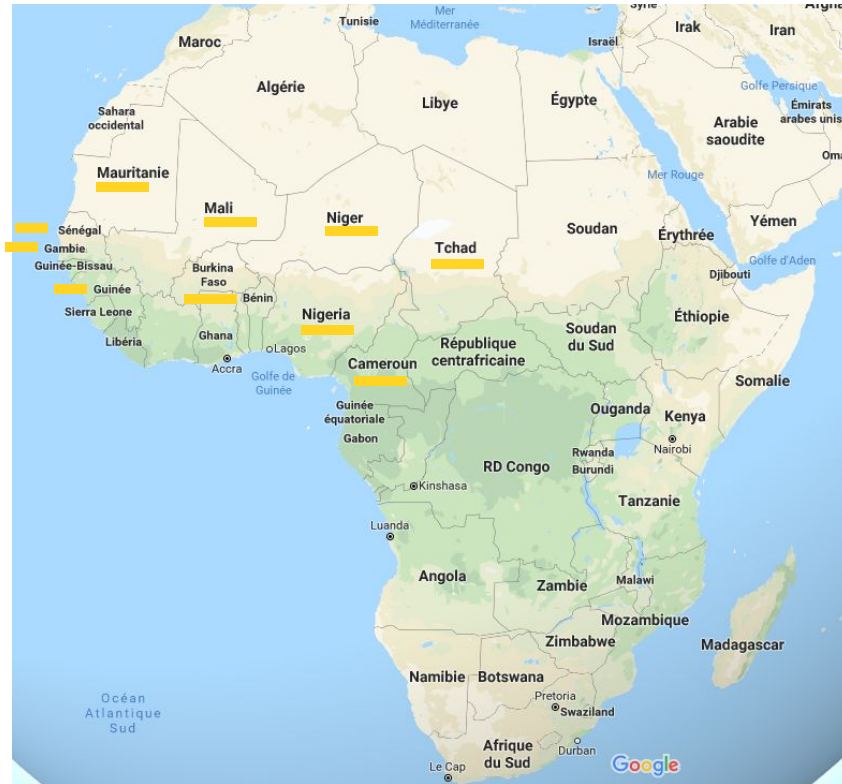 Mer
Méditerranée
Tunisie
Syrie
Afgha
Maroc
Israël
Irak
Iran
Algérie
Libye
Égypte
Golfe Persique
Sahara
occidental
Émirats
arabes unis
Arabie
saoudite
Oma
Mauritanie
Mer Rouge
Mali
Niger
Tchad
Soudan
Érythrée
Yémen
Sénégal
Gambie
Golfe d'Aden
Guinée-Bissau
Burkina
Faso
Djibouti
Guinée
Bénin
Sierra Leone
Nigeria
Éthiopie
Libéria
Ghana
Lagos
Accra
République
centrafricaine
Soudan
du Sud
Cameroun
Golfe de
Guinée
Somalie
Guinée
équatoriale
Ouganda
Kenya
Gabon
Nairobi
Rwanda
Burundi
RD Congo
Kinshasa
Tanzanie
Luanda
Angola
Zambie
Malawi
Mozambique
Zimbabwe
Madagascar
Namibie
Botswana
Pretoria
Swaziland
Océan
Atlantique
Sud
Afrique
du Sud
Durban
Le Cap
Google